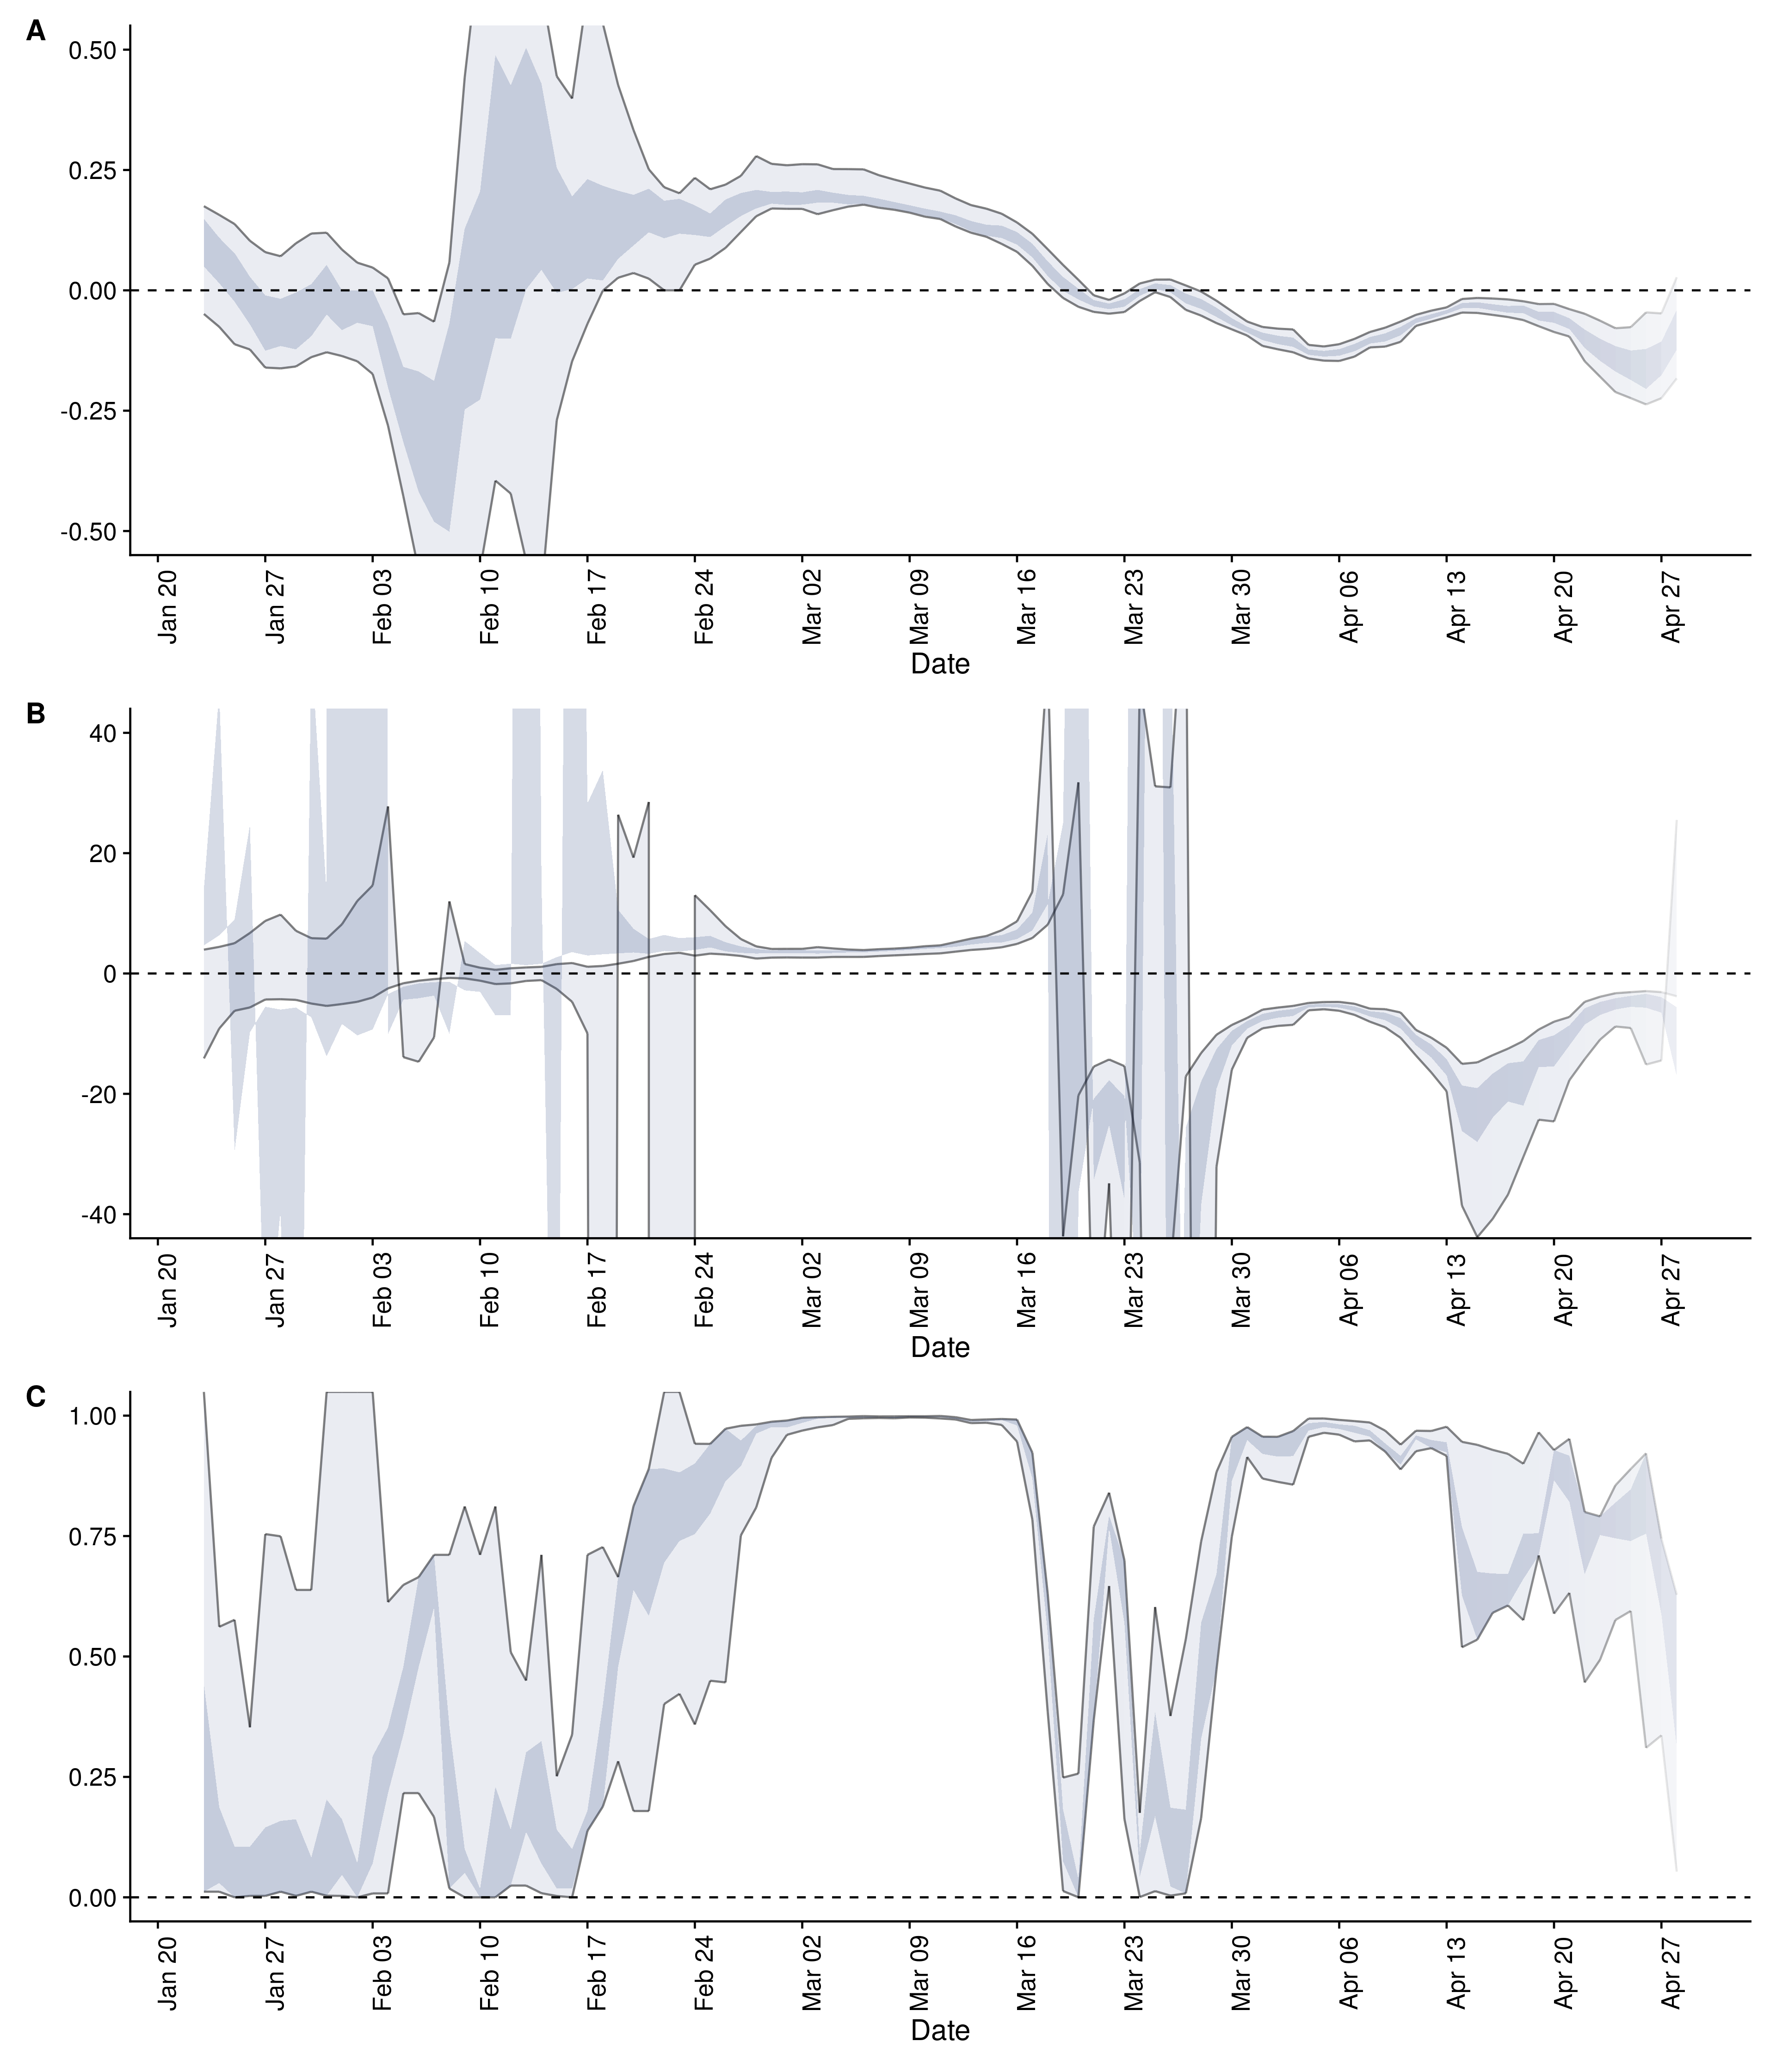 A
0.50
0.25
0.00
-0.25
-0.50
Jan 20
Jan 27
Feb 03
Feb 10
Feb 17
Feb 24
Mar 02
Mar 09
Mar 16
Mar 23
Mar 30
Apr 06
Apr 13
Apr 20
Apr 27
Date
B
40
20
0
-20
-40
Jan 20
Jan 27
Feb 03
Feb 10
Feb 17
Feb 24
Mar 02
Mar 09
Mar 16
Mar 23
Mar 30
Apr 06
Apr 13
Apr 20
Apr 27
Date
C
1.00
0.75
0.50
0.25
0.00
Jan 20
Jan 27
Feb 03
Feb 10
Feb 17
Feb 24
Mar 02
Mar 09
Mar 16
Mar 23
Mar 30
Apr 06
Apr 13
Apr 20
Apr 27
Date